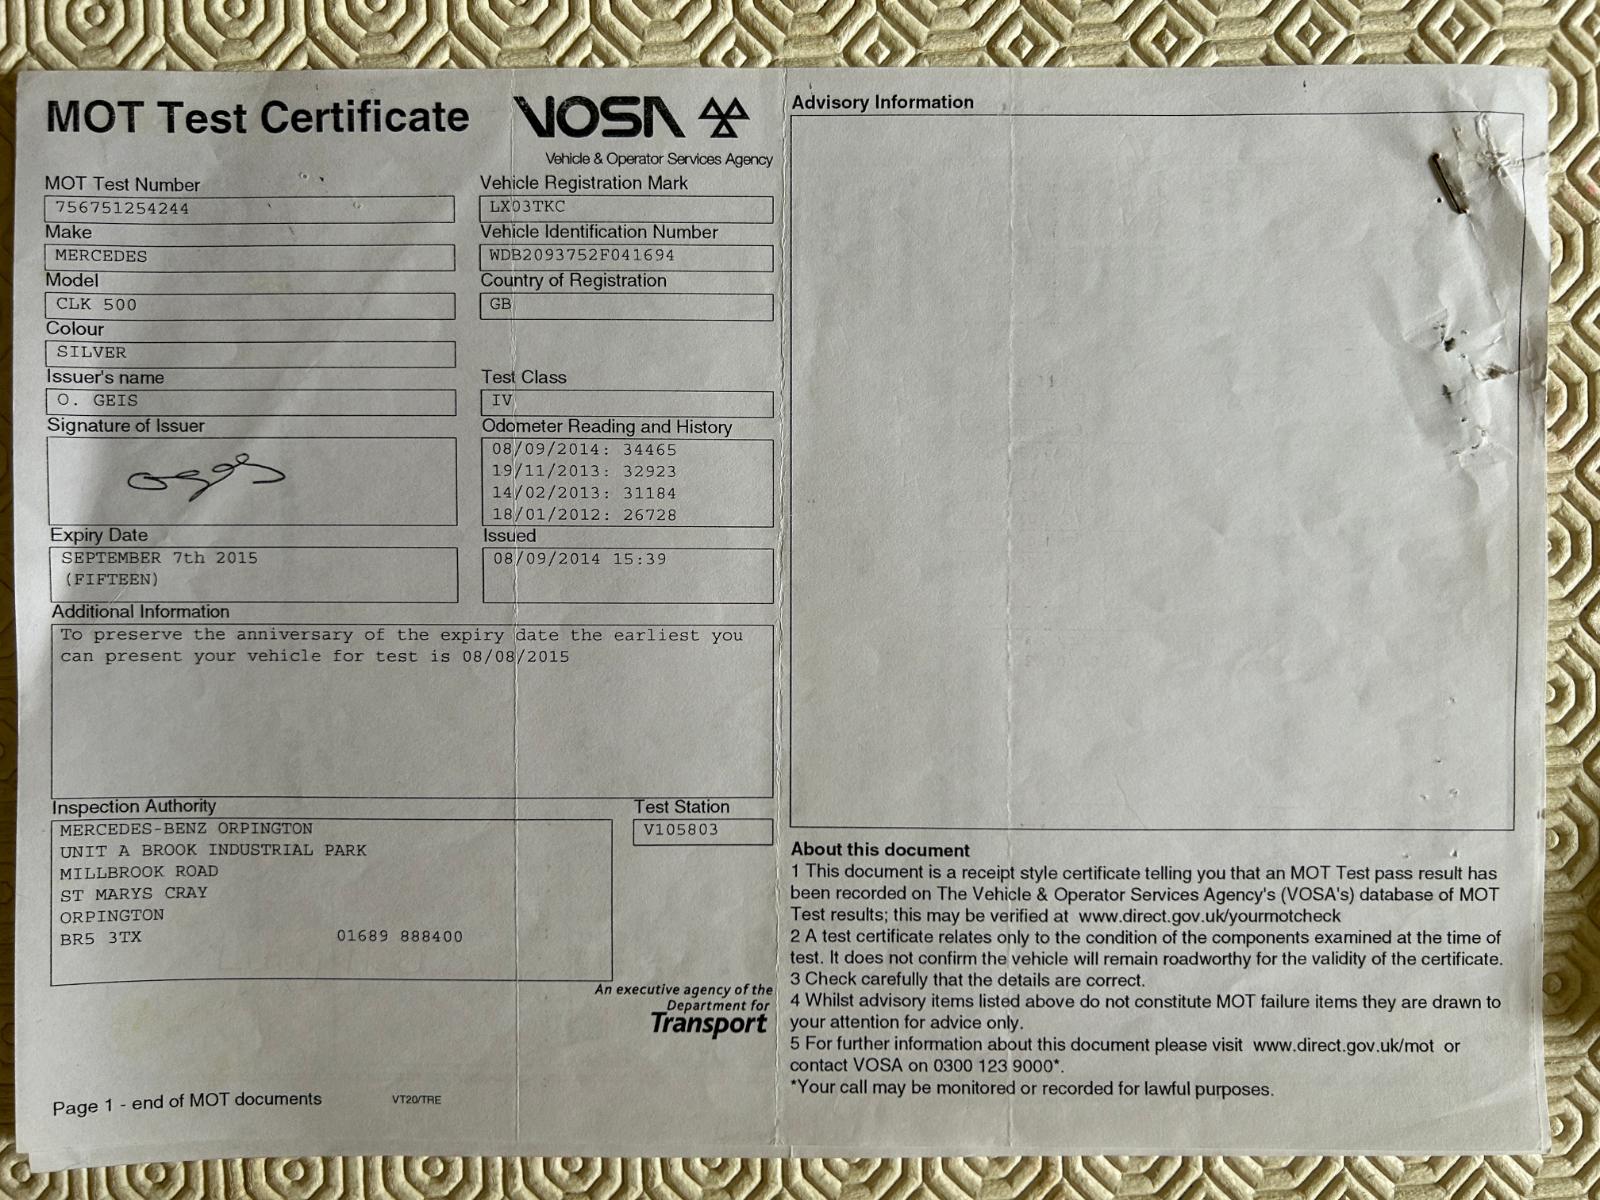 MOT Test Certificate
VOSA
Vehicle & Operator Services Agency
MOT Test Number
756751254244
Vehicle Registration Mark
LX03TKC
Make
MERCEDES
Vehicle Identification Number
WDB2093752F041694
Model
CLK 500
Country of Registration
GB
Colour
SILVER
Issuer's name
O. GEIS
Test Class
IV
Signature of Issuer
Odometer Reading and History
08/09/2014: 34465
19/11/2013: 32923
14/02/2013: 31184
18/01/2012: 26728
Expiry Date
SEPTEMBER 7th 2015
(FIFTEEN)
Issued
08/09/2014 15:39
Additional Information
To preserve the anniversary of the expiry date the earliest you
can present your vehicle for test is 08/08/2015
Inspection Authority
MERCEDES-BENZ ORPINGTON
UNIT A BROOK INDUSTRIAL PARK
MILLBROOK ROAD
ST MARYS CRAY
ORPINGTON
BR5 3TX 01689 888400
Test Station
V105803
An executive agency of the
Department for
Transport
Page 1 - end of MOT documents
VT20/TRE
Advisory Information
About this document
1 This document is a receipt style certificate telling you that an MOT Test pass result has
been recorded on The Vehicle & Operator Services Agency's (VOSA's) database of MOT
Test results; this may be verified at www.direct.gov.uk/yourmotcheck
2 A test certificate relates only to the condition of the components examined at the time of
test. It does not confirm the vehicle will remain roadworthy for the validity of the certificate.
3 Check carefully that the details are correct.
4 Whilst advisory items listed above do not constitute MOT failure items they are drawn to
your attention for advice only.
5 For further information about this document please visit www.direct.gov.uk/mot or
contact VOSA on 0300 123 9000*.
*Your call may be monitored or recorded for lawful purposes.